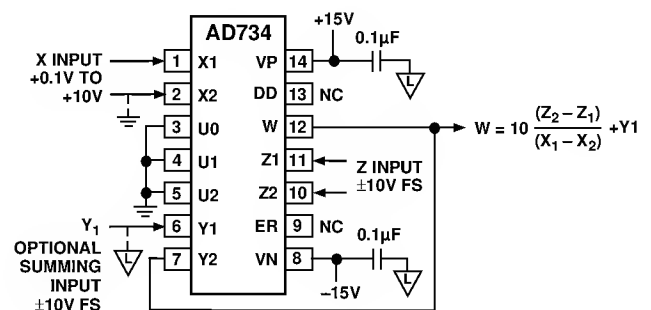 AD734
+15V
0.1µF
L
X INPUT
+0.1V TO
+10V
1 X1 VP 14
2 X2 DD 13 NC
3 U0 W 12
W = 10 (Z2 – Z1) / (X1 – X2) +Y1
4 U1 Z1 11
Z INPUT
±10V FS
5 U2 Z2 10
Y1
6 Y1 ER 9 NC
0.1µF
L
OPTIONAL
SUMMING
INPUT
±10V FS
7 Y2 VN 8
L
–15V